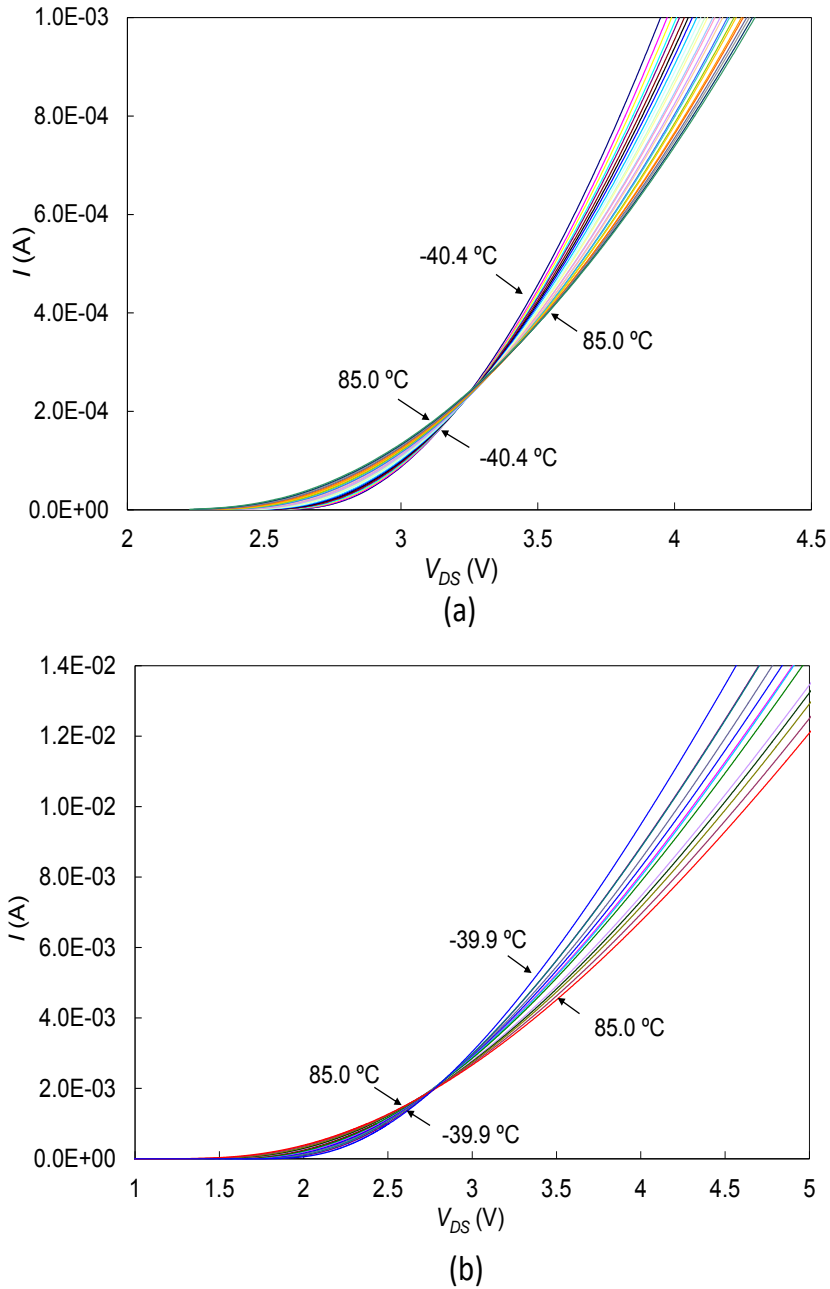 1.0E-03
8.0E-04
6.0E-04
4.0E-04
2.0E-04
0.0E+00
I (A)
-40.4 ºC
85.0 ºC
85.0 ºC
-40.4 ºC
2 2.5 3 3.5 4 4.5
V_DS (V)
(a)
1.4E-02
1.2E-02
1.0E-02
8.0E-03
6.0E-03
4.0E-03
2.0E-03
0.0E+00
I (A)
-39.9 ºC
85.0 ºC
85.0 ºC
-39.9 ºC
1 1.5 2 2.5 3 3.5 4 4.5 5
V_DS (V)
(b)